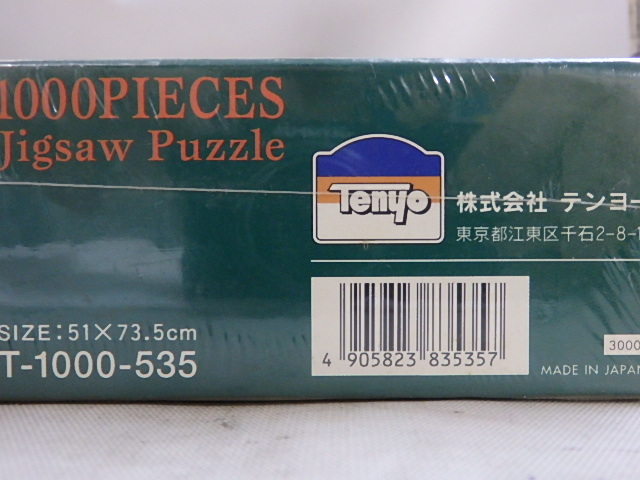 1000PIECES
Jigsaw Puzzle
Tenyo
株式会社 テンヨー
東京都江東区千石2-8-1
SIZE:51×73.5cm
T-1000-535
4 905823 835357
3000
MADE IN JAPAN